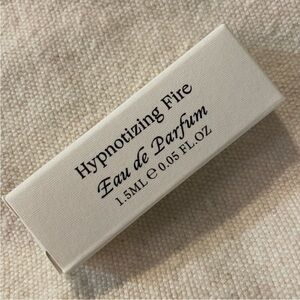 Hypnotizing Fire
Eau de Parfum
1.5ML ℮ 0.05 FL.OZ